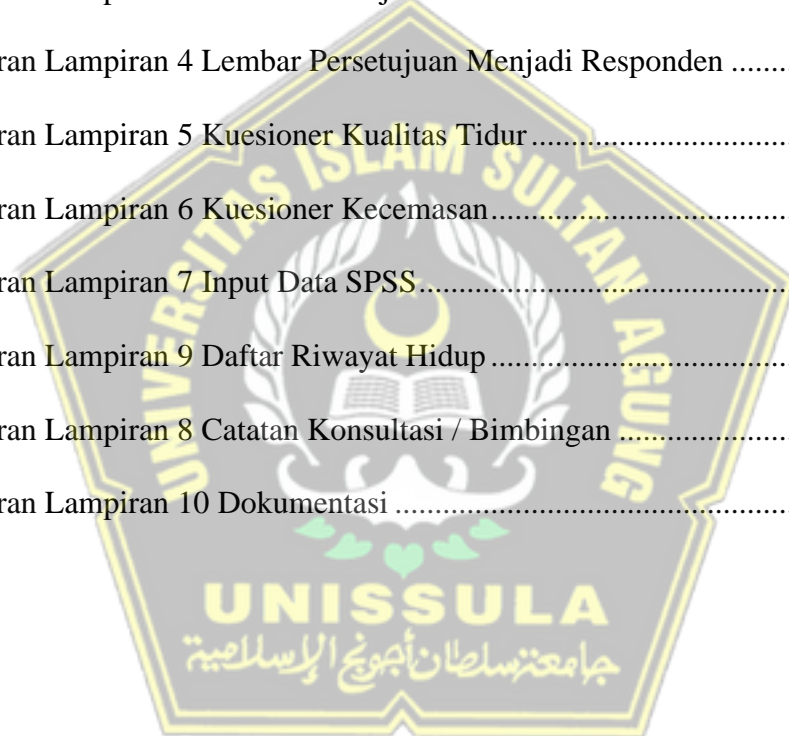 ran Lampiran 4 Lembar Persetujuan Menjadi Responden ........
ran Lampiran 5 Kuesioner Kualitas Tidur ..............................
ran Lampiran 6 Kuesioner Kecemasan ...................................
ran Lampiran 7 Input Data SPSS ...........................................
ran Lampiran 9 Daftar Riwayat Hidup ...................................
ran Lampiran 8 Catatan Konsultasi / Bimbingan ....................
ran Lampiran 10 Dokumentasi ..............................................
UNIVERSITAS ISLAM SULTAN AGUNG
UNISSULA
جامعة سلطان أجونج الإسلامية